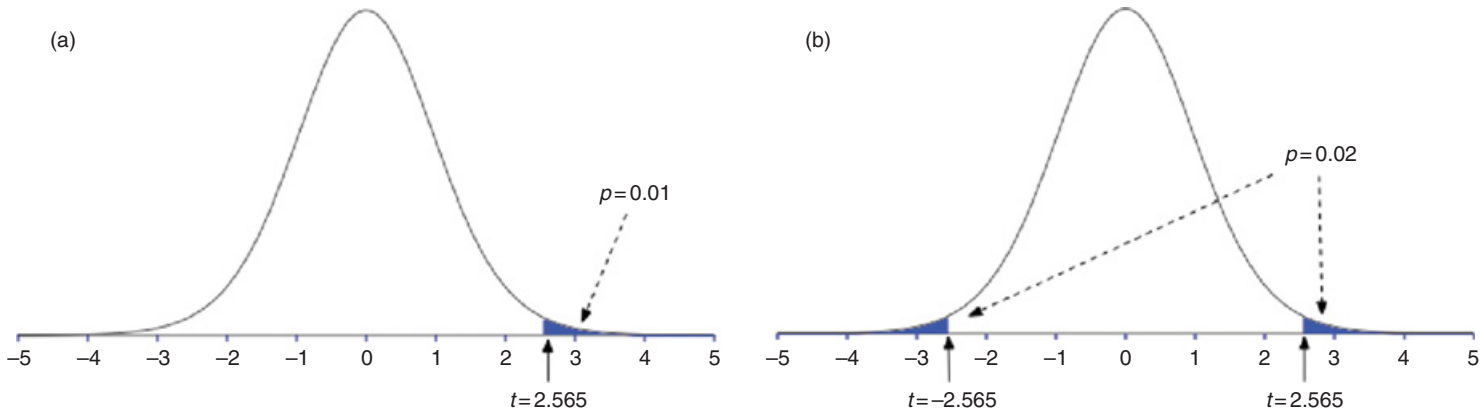 (a)
p=0.01
–5 –4 –3 –2 –1 0 1 2 3 4 5
t=2.565
(b)
p=0.02
–5 –4 –3 –2 –1 0 1 2 3 4 5
t=–2.565 t=2.565